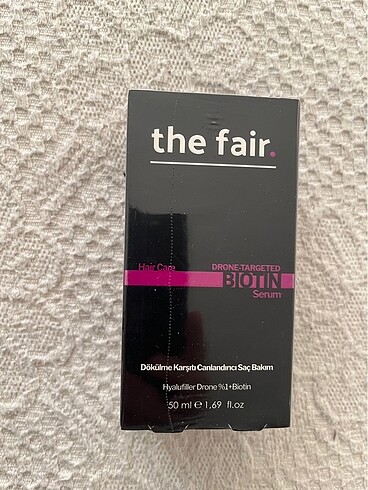 the fair.
Hair Care DRONE-TARGETED
BIOTIN
Serum
Dökülme Karşıtı Canlandırıcı Saç Bakım
Hyalufiller Drone %1+Biotin
50 ml ℮ 1,69 fl.oz